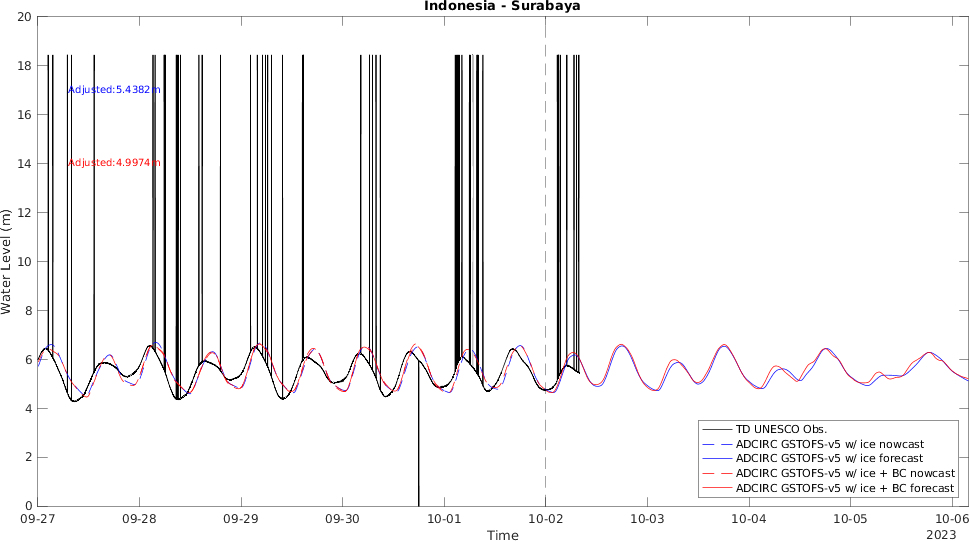 Indonesia - Surabaya
20
18
16
14
12
10
8
6
4
2
0
Water Level (m)
Adjusted:5.4382m
Adjusted:4.9974m
TD UNESCO Obs.
ADCIRC GSTOFS-v5 w/ ice nowcast
ADCIRC GSTOFS-v5 w/ ice forecast
ADCIRC GSTOFS-v5 w/ ice + BC nowcast
ADCIRC GSTOFS-v5 w/ ice + BC forecast
09-27 09-28 09-29 09-30 10-01 10-02 10-03 10-04 10-05 10-06
Time
2023